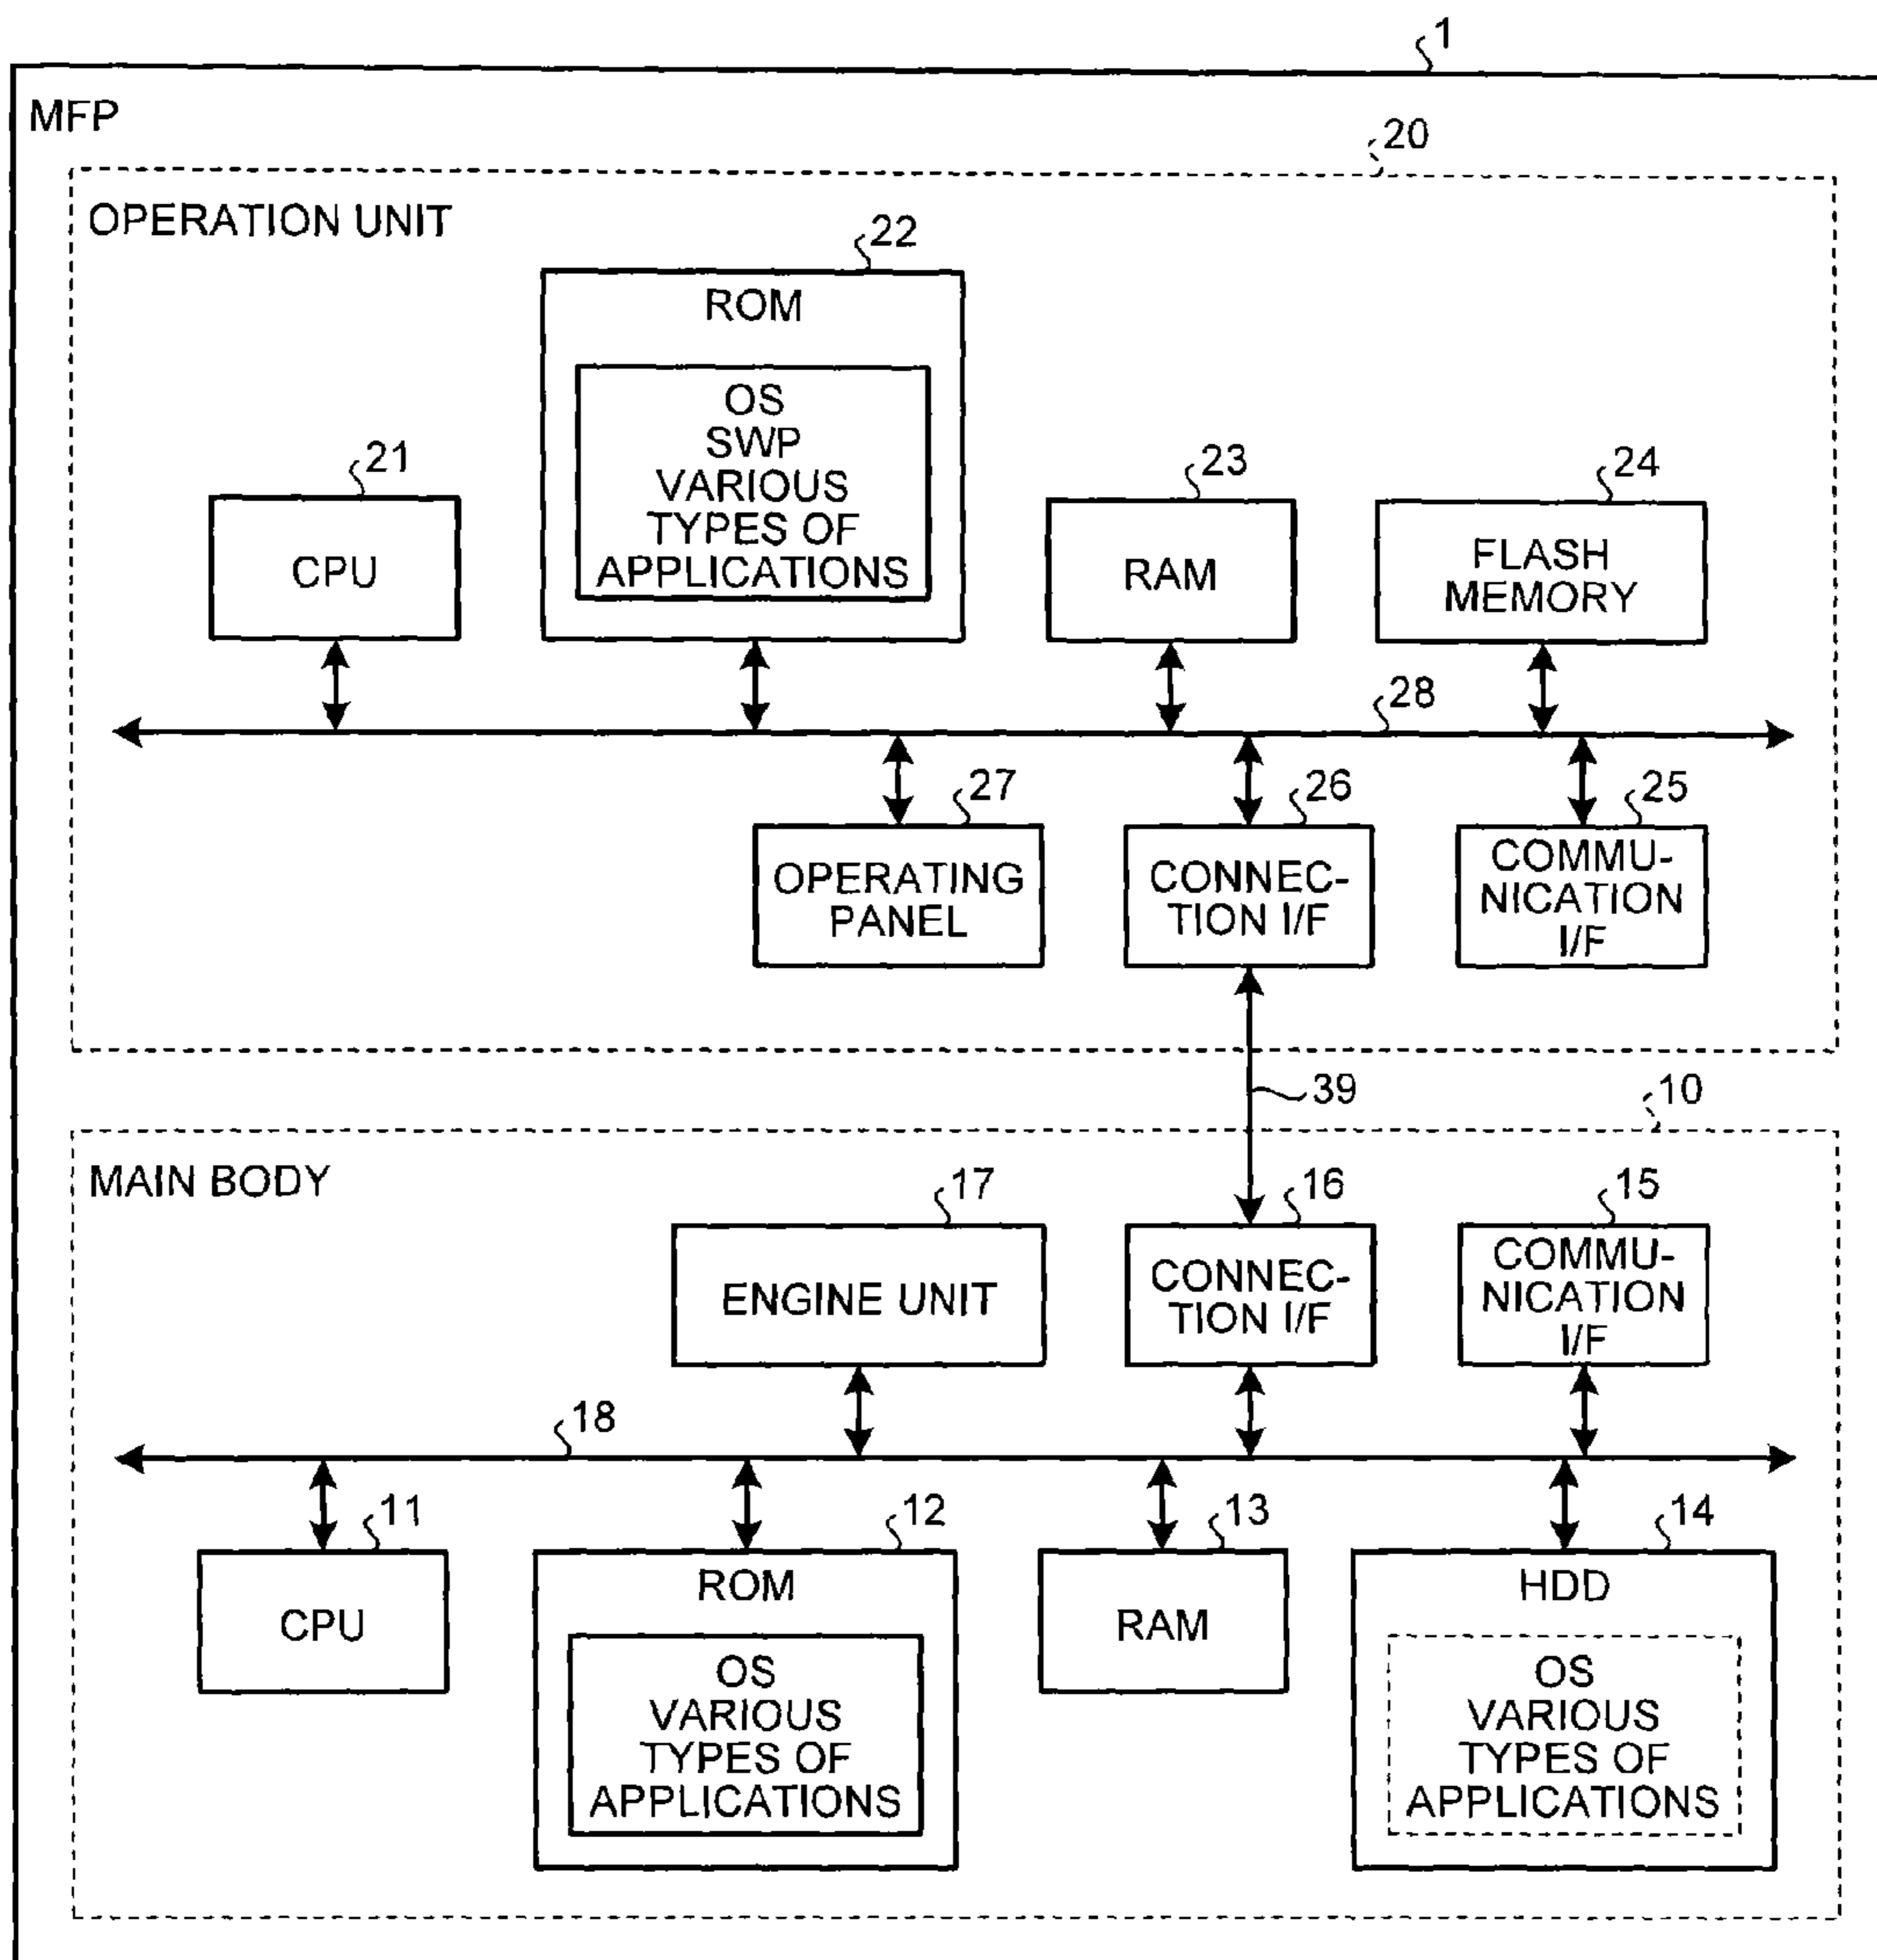 1
MFP
20
OPERATION UNIT
22
ROM
OS
SWP
VARIOUS
TYPES OF
APPLICATIONS
21
CPU
23
RAM
24
FLASH
MEMORY
28
27
OPERATING
PANEL
26
CONNEC-
TION I/F
25
COMMU-
NICATION
I/F
39
10
MAIN BODY
17
ENGINE UNIT
16
CONNEC-
TION I/F
15
COMMU-
NICATION
I/F
18
11
CPU
12
ROM
OS
VARIOUS
TYPES OF
APPLICATIONS
13
RAM
14
HDD
OS
VARIOUS
TYPES OF
APPLICATIONS